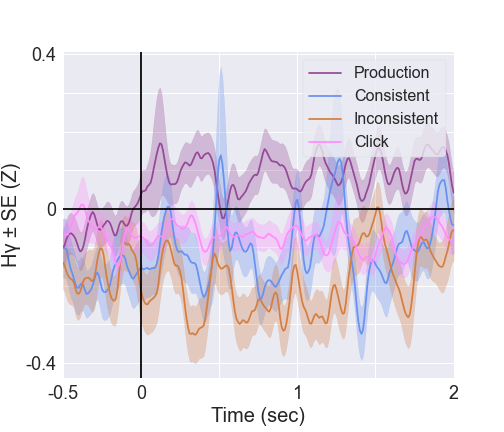 0.4
0
-0.4
Hγ ± SE (Z)
Production
Consistent
Inconsistent
Click
-0.5
0
1
2
Time (sec)